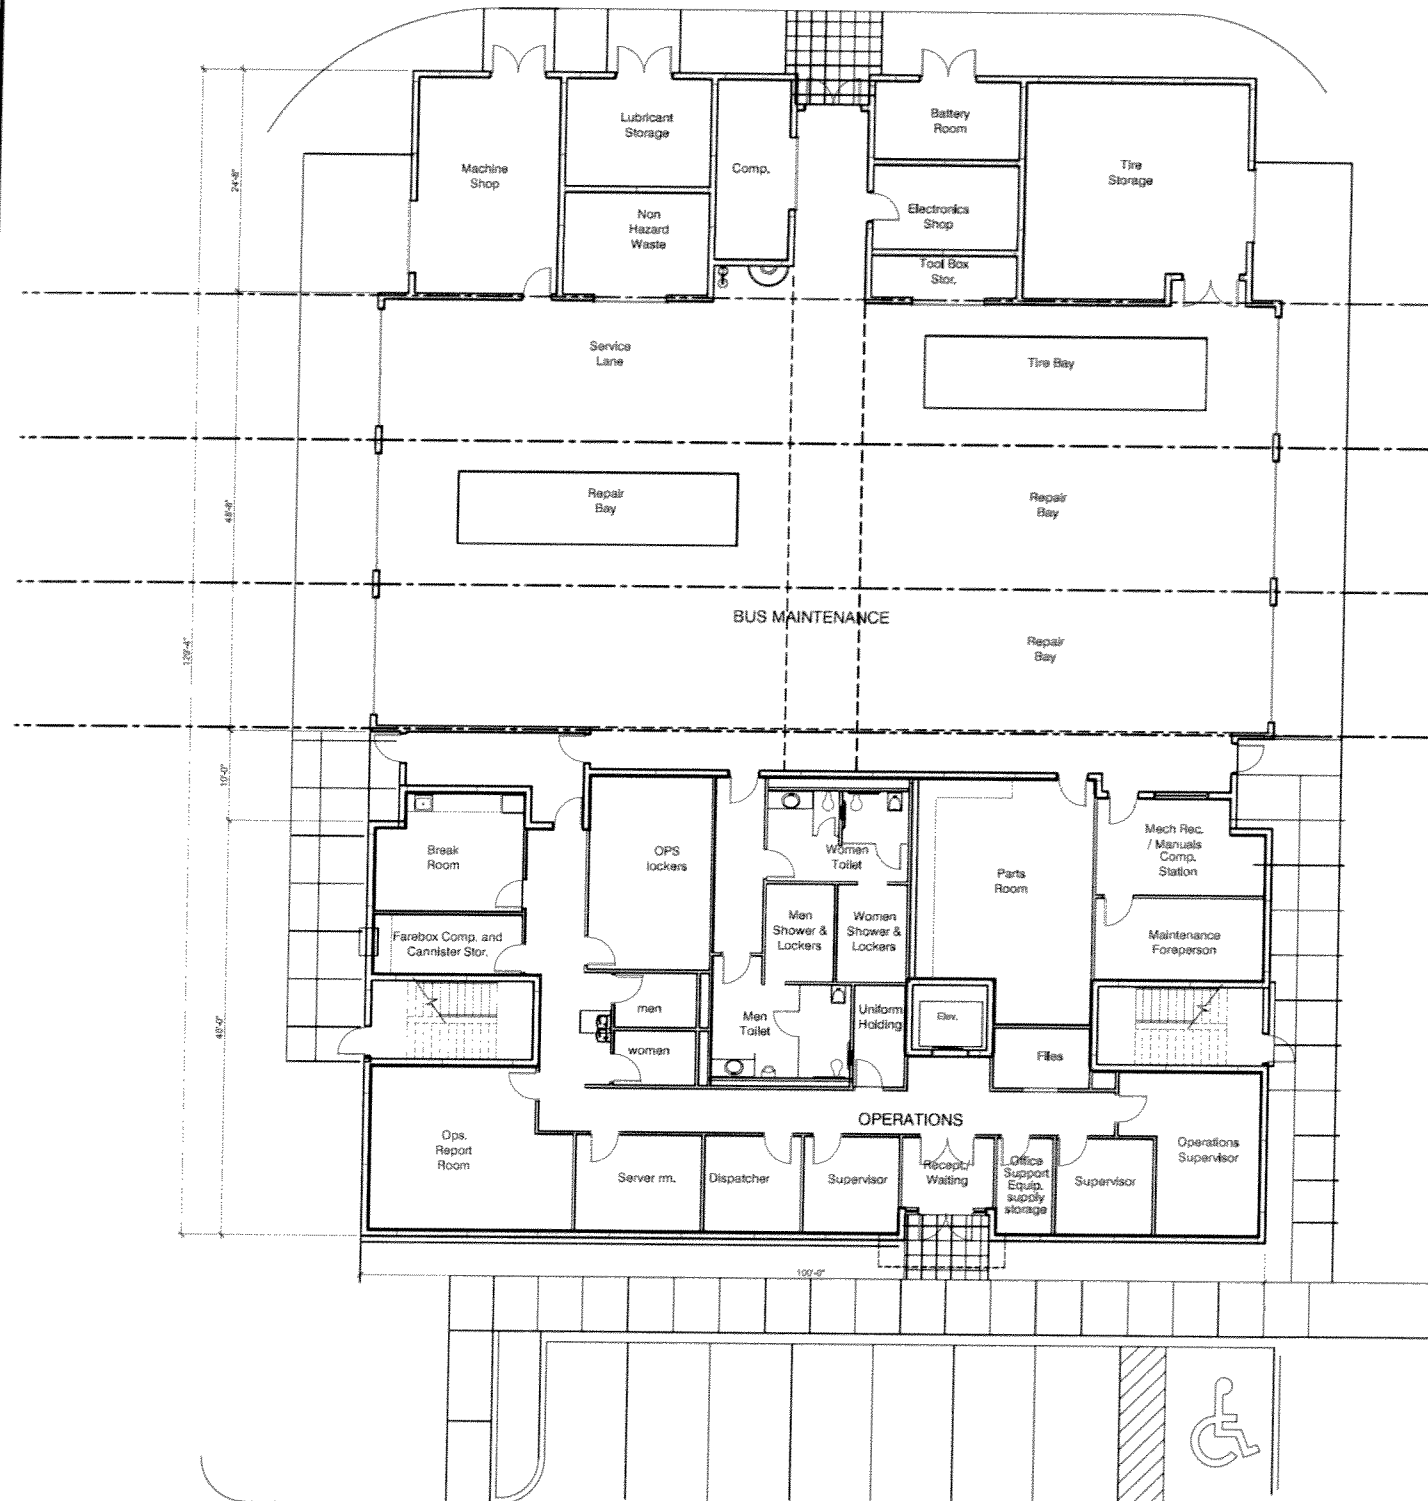 Machine
Shop
Lubricant
Storage
Non
Hazard
Waste
Comp.
Battery
Room
Electronics
Shop
Tool Box
Stor.
Tire
Storage
24'-8"
Service
Lane
Tire Bay
Repair
Bay
Repair
Bay
48'-8"
BUS MAINTENANCE
Repair
Bay
129'-4"
10'-0"
Break
Room
OPS
lockers
Women
Toilet
Parts
Room
Mech Rec.
/ Manuals
Comp.
Station
Farebox Comp. and
Cannister Stor.
Men
Shower &
Lockers
Women
Shower &
Lockers
Maintenance
Foreperson
men
women
Men
Toilet
Uniform
Holding
Elev.
Files
46'-0"
OPERATIONS
Ops.
Report
Room
Server rm.
Dispatcher
Supervisor
Recept./
Waiting
Office
Support
Equip.
supply
storage
Supervisor
Operations
Supervisor
100'-0"